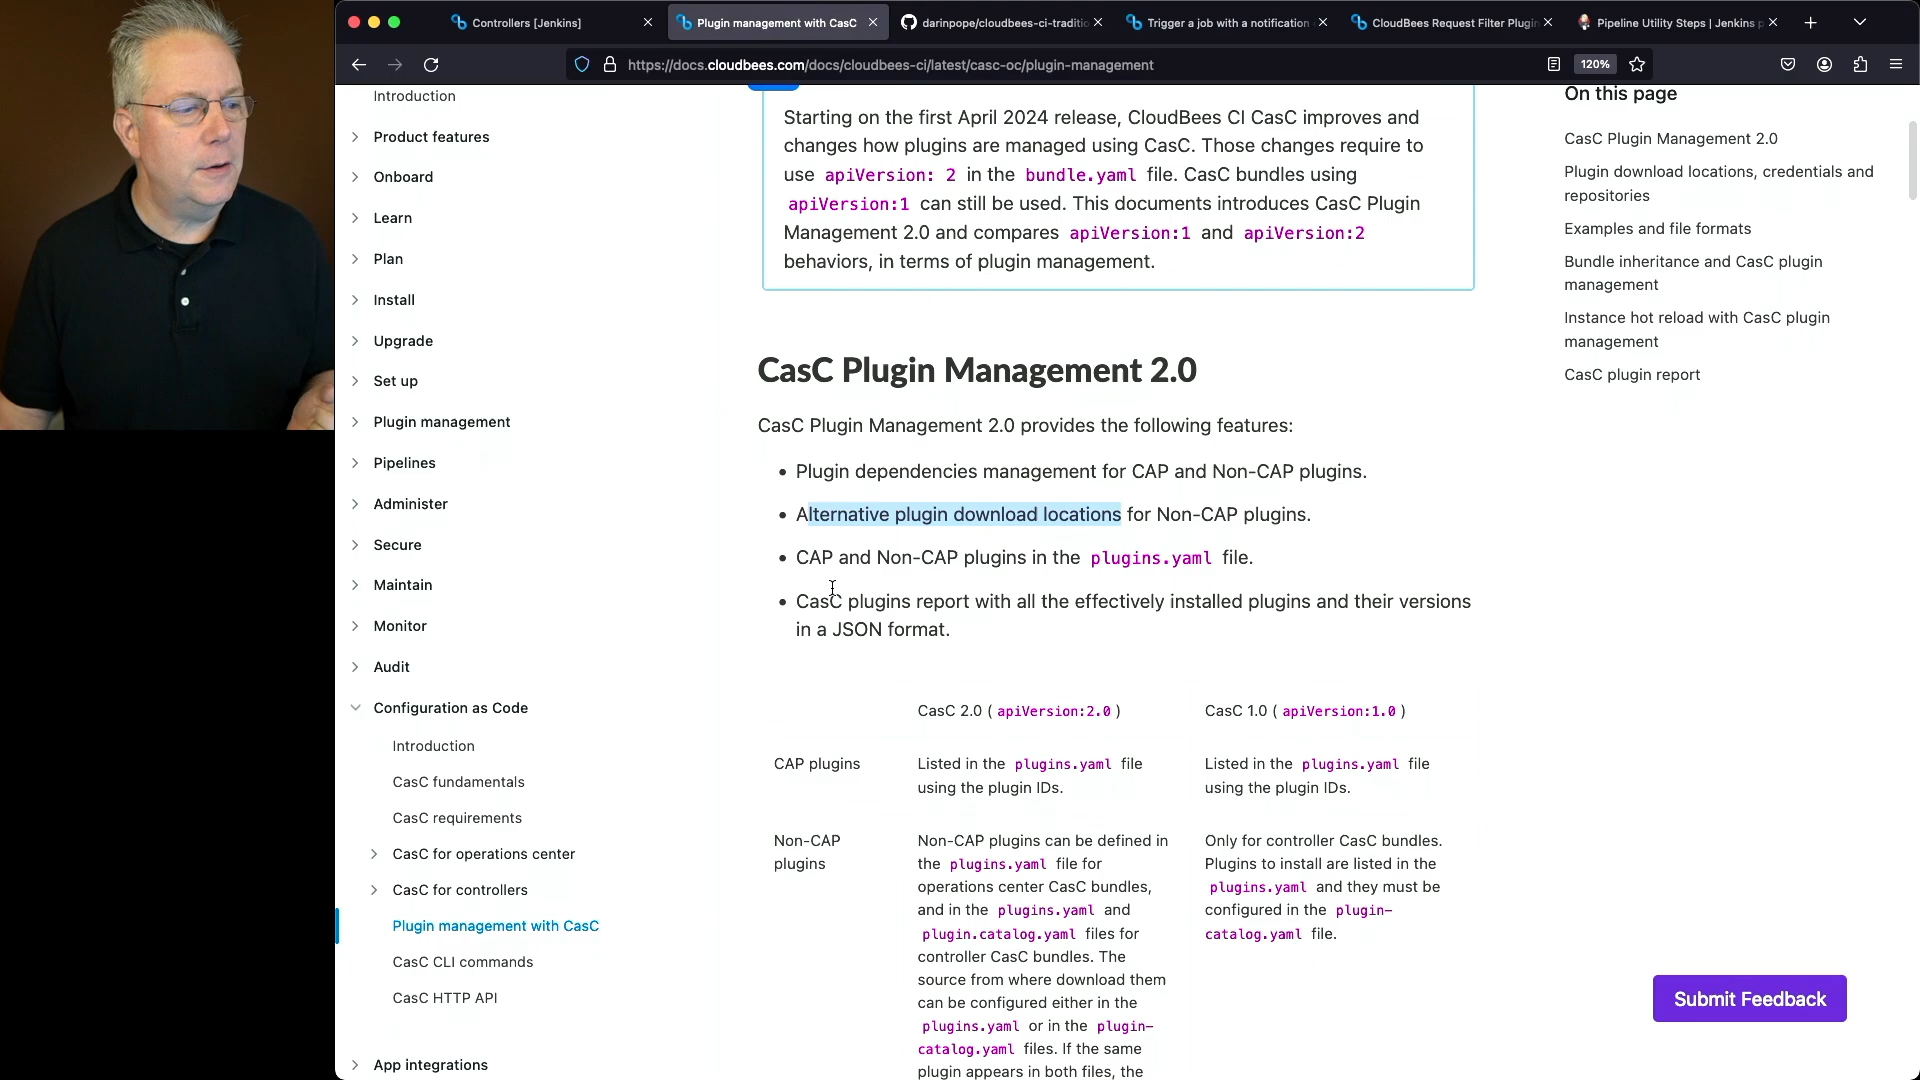 Controllers [Jenkins]
Plugin management with CasC
darinpope/cloudbees-ci-traditio
Trigger a job with a notification
CloudBees Request Filter Plugin
Pipeline Utility Steps | Jenkins p
https://docs.cloudbees.com/docs/cloudbees-ci/latest/casc-oc/plugin-management
120%
Introduction
Product features
Onboard
Learn
Plan
Install
Upgrade
Set up
Plugin management
Pipelines
Administer
Secure
Maintain
Monitor
Audit
Configuration as Code
Introduction
CasC fundamentals
CasC requirements
CasC for operations center
CasC for controllers
Plugin management with CasC
CasC CLI commands
CasC HTTP API
App integrations
Starting on the first April 2024 release, CloudBees CI CasC improves and
changes how plugins are managed using CasC. Those changes require to
use apiVersion: 2 in the bundle.yaml file. CasC bundles using
apiVersion:1 can still be used. This documents introduces CasC Plugin
Management 2.0 and compares apiVersion:1 and apiVersion:2
behaviors, in terms of plugin management.
CasC Plugin Management 2.0
CasC Plugin Management 2.0 provides the following features:
• Plugin dependencies management for CAP and Non-CAP plugins.
• Alternative plugin download locations for Non-CAP plugins.
• CAP and Non-CAP plugins in the plugins.yaml file.
• CasC plugins report with all the effectively installed plugins and their versions
in a JSON format.
CasC 2.0 ( apiVersion:2.0 )
CasC 1.0 ( apiVersion:1.0 )
CAP plugins
Listed in the plugins.yaml file
using the plugin IDs.
Listed in the plugins.yaml file
using the plugin IDs.
Non-CAP
plugins
Non-CAP plugins can be defined in
the plugins.yaml file for
operations center CasC bundles,
and in the plugins.yaml and
plugin.catalog.yaml files for
controller CasC bundles. The
source from where download them
can be configured either in the
plugins.yaml or in the plugin-
catalog.yaml files. If the same
plugin appears in both files, the
Only for controller CasC bundles.
Plugins to install are listed in the
plugins.yaml and they must be
configured in the plugin-
catalog.yaml file.
On this page
CasC Plugin Management 2.0
Plugin download locations, credentials and
repositories
Examples and file formats
Bundle inheritance and CasC plugin
management
Instance hot reload with CasC plugin
management
CasC plugin report
Submit Feedback